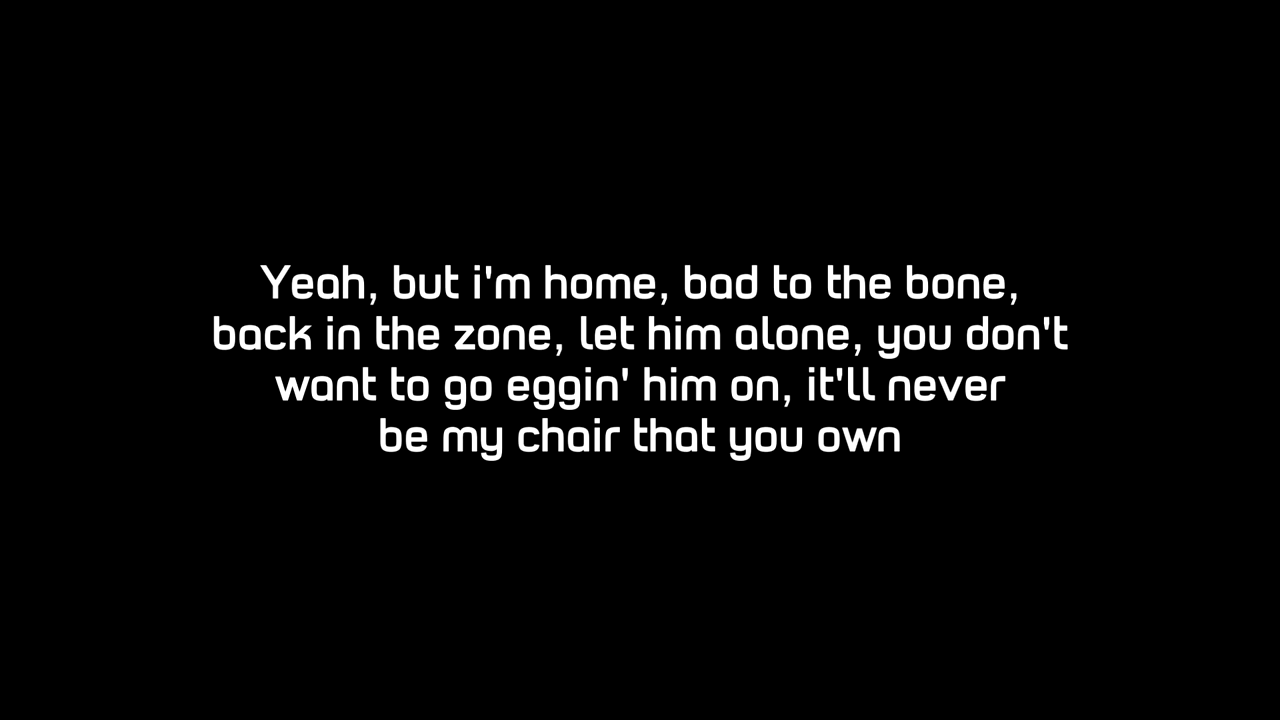 Yeah, but i'm home, bad to the bone,
back in the zone, let him alone, you don't
want to go eggin' him on, it'll never
be my chair that you own